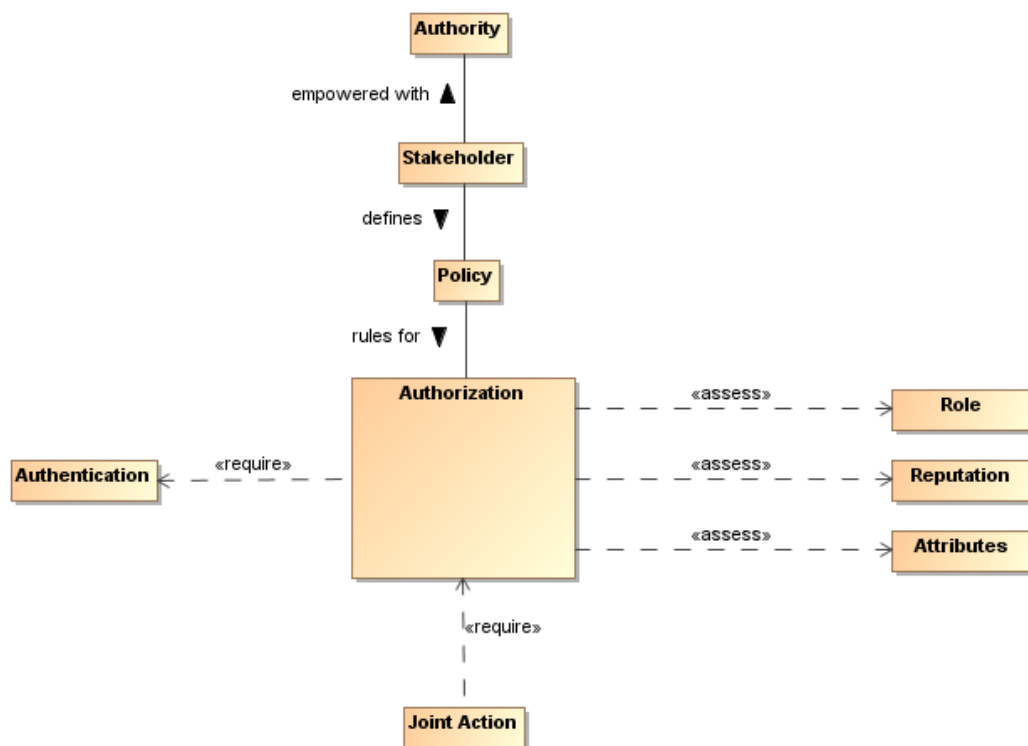 Authority
empowered with ▲
Stakeholder
defines ▼
Policy
rules for ▼
Authorization
«assess»
Role
Authentication
«require»
«assess»
Reputation
«assess»
Attributes
«require»
Joint Action